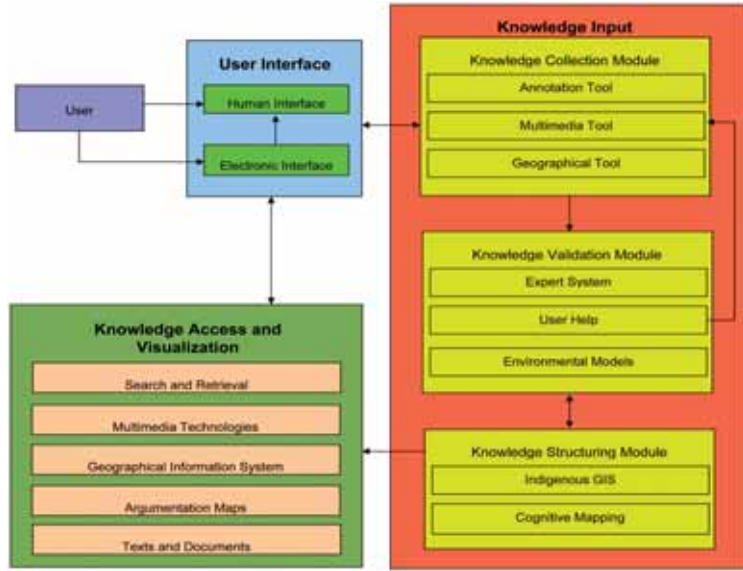 User
User Interface
Human Interface
Electronic Interface
Knowledge Input
Knowledge Collection Module
Annotation Tool
Multimedia Tool
Geographical Tool
Knowledge Validation Module
Expert System
User Help
Environmental Models
Knowledge Structuring Module
Indigenous GIS
Cognitive Mapping
Knowledge Access and
Visualization
Search and Retrieval
Multimedia Technologies
Geographical Information System
Argumentation Maps
Texts and Documents